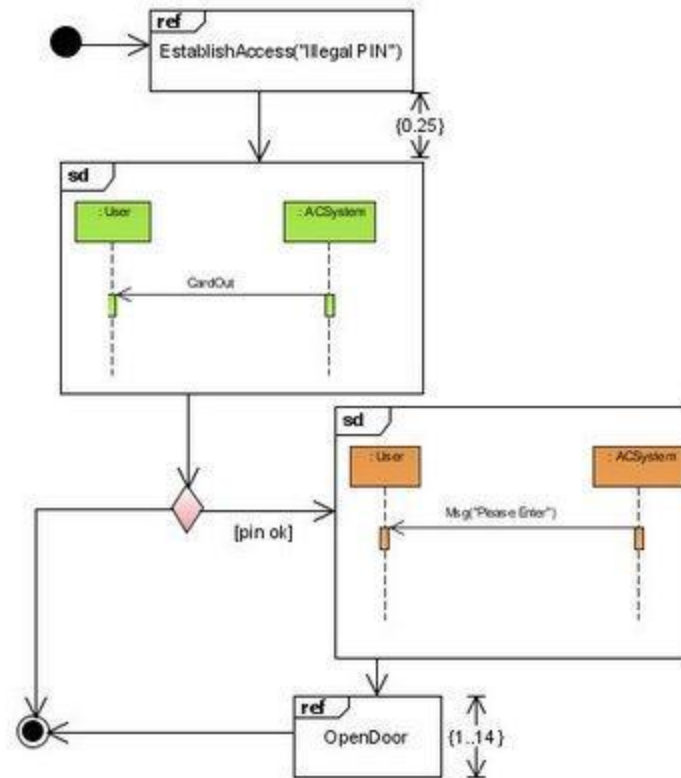 ref
EstablishAccess("Illegal PIN")
{0.25}
sd
: User
: ACSystem
CardOut
sd
: User
: ACSystem
Msg("Please Enter")
[pin ok]
ref
OpenDoor
{1..14}